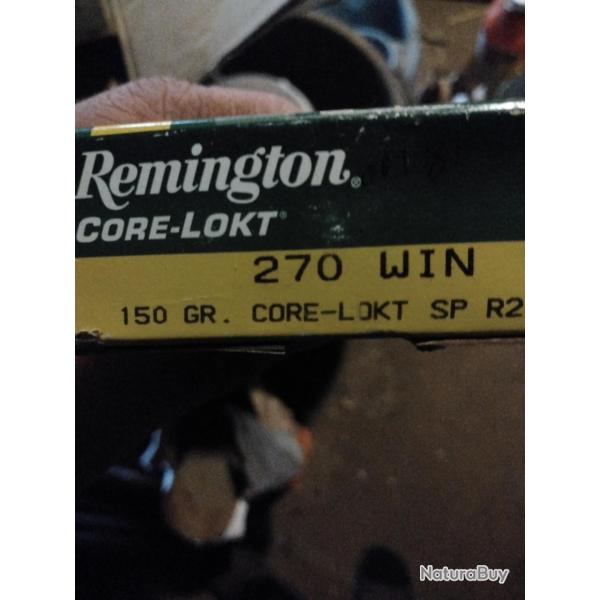 Remington®
CORE-LOKT®
270 WIN
150 GR. CORE-LOKT SP R2
NaturaBuy